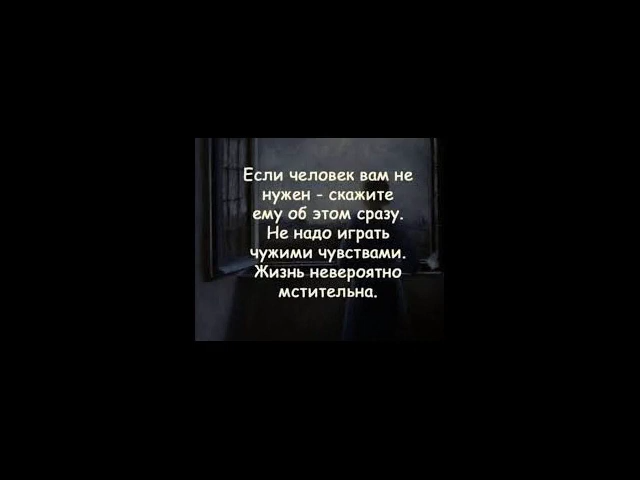 Если человек вам не
нужен - скажите
ему об этом сразу.
Не надо играть
чужими чувствами.
Жизнь невероятно
мстительна.